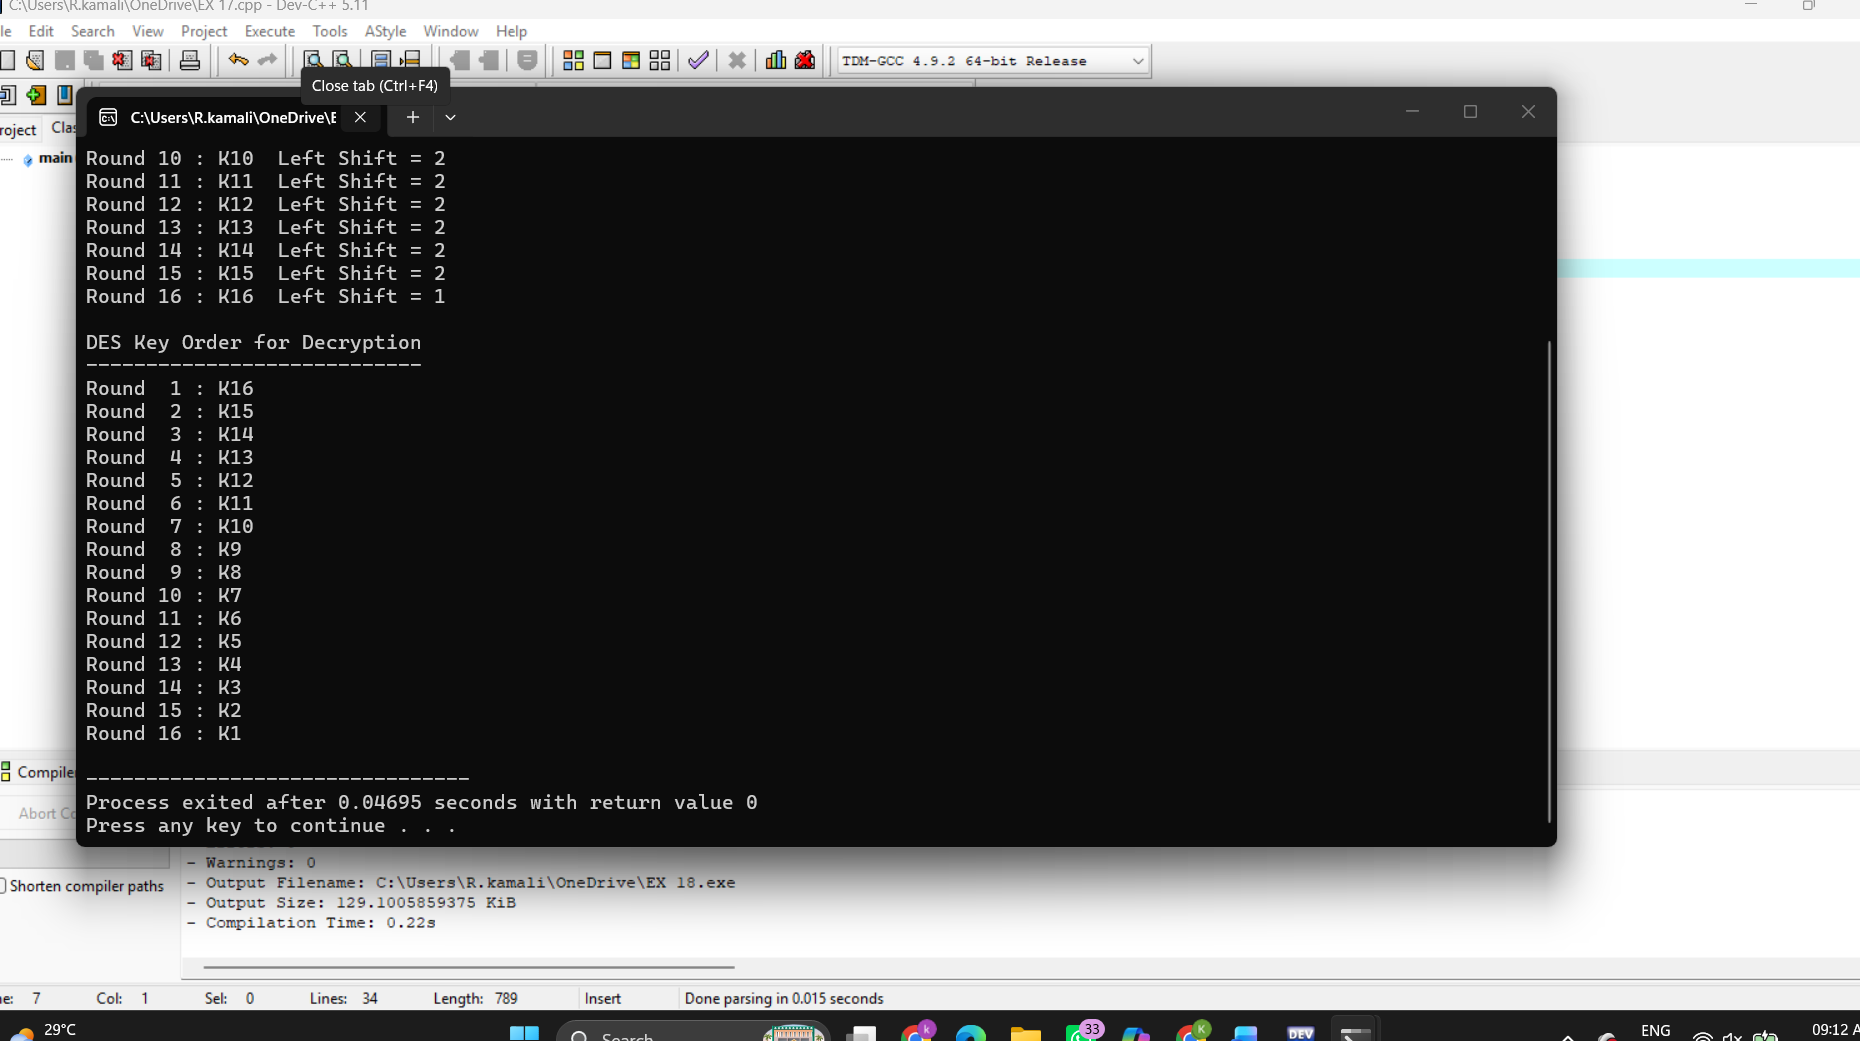 C:\Users\R.kamali\OneDrive\EX 17.cpp - Dev-C++ 5.11
Edit Search View Project Execute Tools AStyle Window Help
TDM-GCC 4.9.2 64-bit Release
Close tab (Ctrl+F4)
C:\Users\R.kamali\OneDrive\E
main
Round 10 : K10  Left Shift = 2
Round 11 : K11  Left Shift = 2
Round 12 : K12  Left Shift = 2
Round 13 : K13  Left Shift = 2
Round 14 : K14  Left Shift = 2
Round 15 : K15  Left Shift = 2
Round 16 : K16  Left Shift = 1
DES Key Order for Decryption
----------------------------
Round  1 : K16
Round  2 : K15
Round  3 : K14
Round  4 : K13
Round  5 : K12
Round  6 : K11
Round  7 : K10
Round  8 : K9
Round  9 : K8
Round 10 : K7
Round 11 : K6
Round 12 : K5
Round 13 : K4
Round 14 : K3
Round 15 : K2
Round 16 : K1
--------------------------------
Process exited after 0.04695 seconds with return value 0
Press any key to continue . . .
Compiler
Abort
- Warnings: 0
Shorten compiler paths
- Output Filename: C:\Users\R.kamali\OneDrive\EX 18.exe
- Output Size: 129.1005859375 KiB
- Compilation Time: 0.22s
7 Col: 1 Sel: 0 Lines: 34 Length: 789 Insert Done parsing in 0.015 seconds
29°C
Search
k
33
K
DEV
ENG
09:12